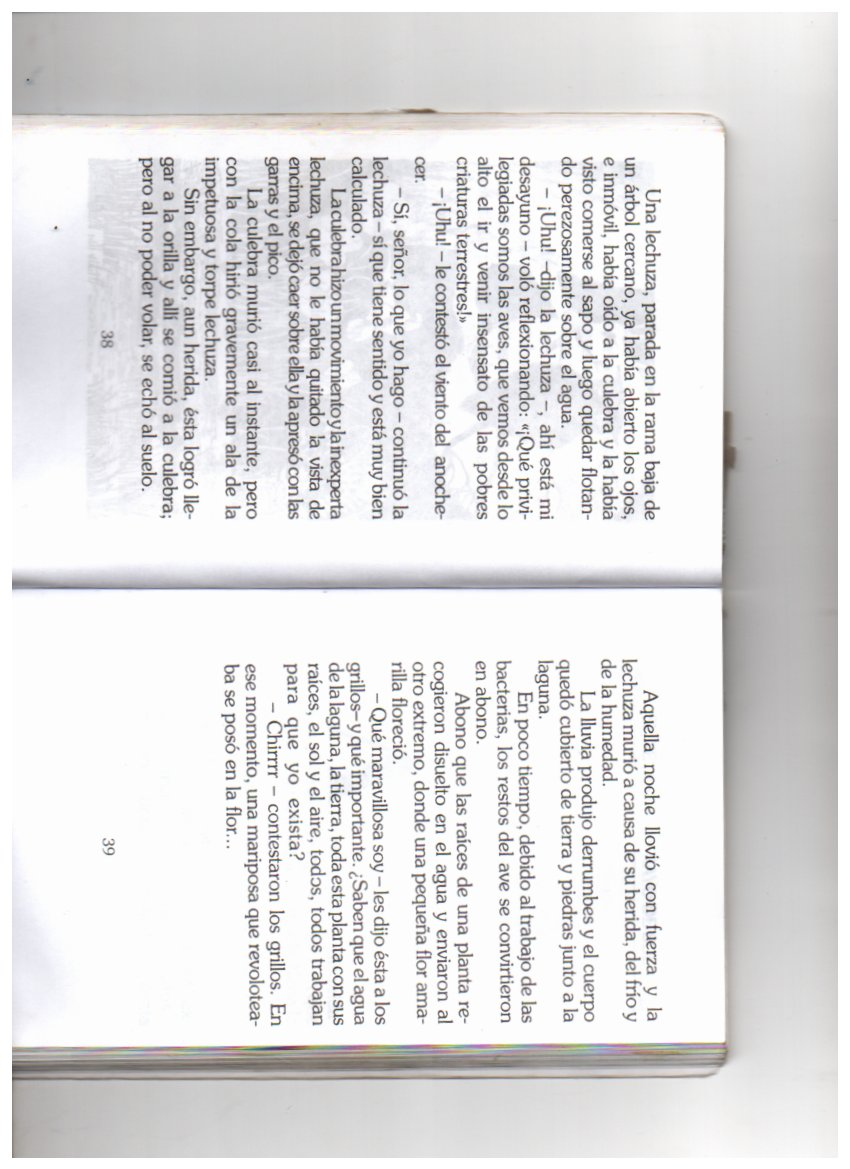 Una lechuza, parada en la rama baja de
un árbol cercano, ya había abierto los ojos,
e inmóvil, había oído a la culebra y la había
visto comerse al sapo y luego quedar flotan-
do perezosamente sobre el agua.
– ¡Uhu! –dijo la lechuza –, ahí está mi
desayuno – voló reflexionando: «¡Qué privi-
legiadas somos las aves, que vemos desde lo
alto el ir y venir insensato de las pobres
criaturas terrestres!»
– ¡Uhu! – le contestó el viento del anoche-
cer.
– Sí, señor, lo que yo hago – continuó la
lechuza – sí que tiene sentido y está muy bien
calculado.
La culebra hizo un movimiento y la inexperta
lechuza, que no le había quitado la vista de
encima, se dejó caer sobre ella y la apresó con las
garras y el pico.
La culebra murió casi al instante, pero
con la cola hirió gravemente un ala de la
impetuosa y torpe lechuza.
Sin embargo, aun herida, ésta logró lle-
gar a la orilla y allí se comió a la culebra;
pero al no poder volar, se echó al suelo.
38
Aquella noche llovió con fuerza y la
lechuza murió a causa de su herida, del frío y
de la humedad.
La lluvia produjo derrumbes y el cuerpo
quedó cubierto de tierra y piedras junto a la
laguna.
En poco tiempo, debido al trabajo de las
bacterias, los restos del ave se convirtieron
en abono.
Abono que las raíces de una planta re-
cogieron disuelto en el agua y enviaron al
otro extremo, donde una pequeña flor ama-
rilla floreció.
– Qué maravillosa soy – les dijo ésta a los
grillos– y qué importante. ¿Saben que el agua
de la laguna, la tierra, toda esta planta con sus
raíces, el sol y el aire, todos, todos trabajan
para que yo exista?
– Chirrrr – contestaron los grillos. En
ese momento, una mariposa que revolotea-
ba se posó en la flor...
39